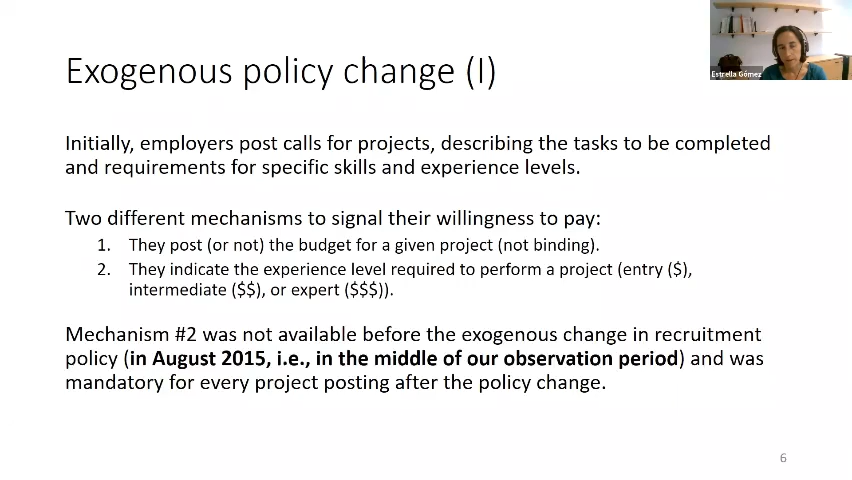 Estrella Gómez
Exogenous policy change (I)
Initially, employers post calls for projects, describing the tasks to be completed
and requirements for specific skills and experience levels.
Two different mechanisms to signal their willingness to pay:
1. They post (or not) the budget for a given project (not binding).
2. They indicate the experience level required to perform a project (entry ($),
intermediate ($$), or expert ($$$)).
Mechanism #2 was not available before the exogenous change in recruitment
policy (in August 2015, i.e., in the middle of our observation period) and was
mandatory for every project posting after the policy change.
6